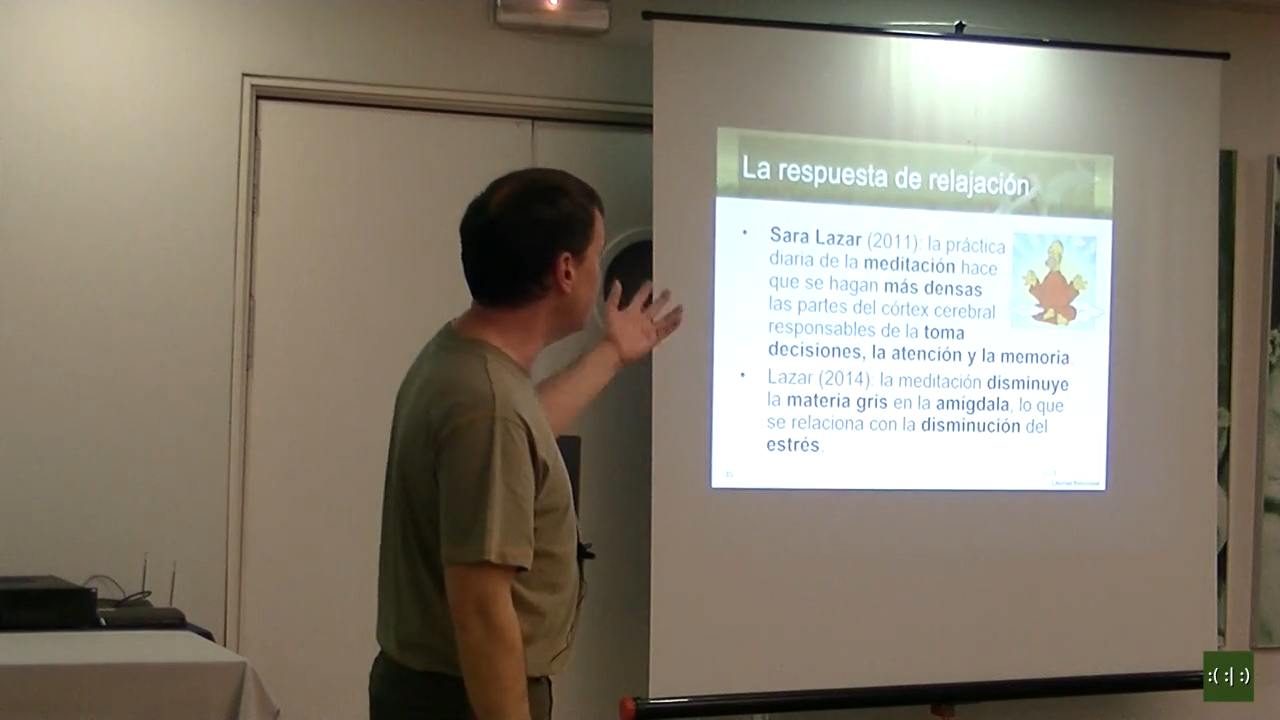 La respuesta de relajación
• Sara Lazar (2011): la práctica
diaria de la meditación hace
que se hagan más densas
las partes del córtex cerebral
responsables de la toma
decisiones, la atención y la memoria.
• Lazar (2014): la meditación disminuye
la materia gris en la amigdala, lo que
se relaciona con la disminución del
estrés.
:( :| :)